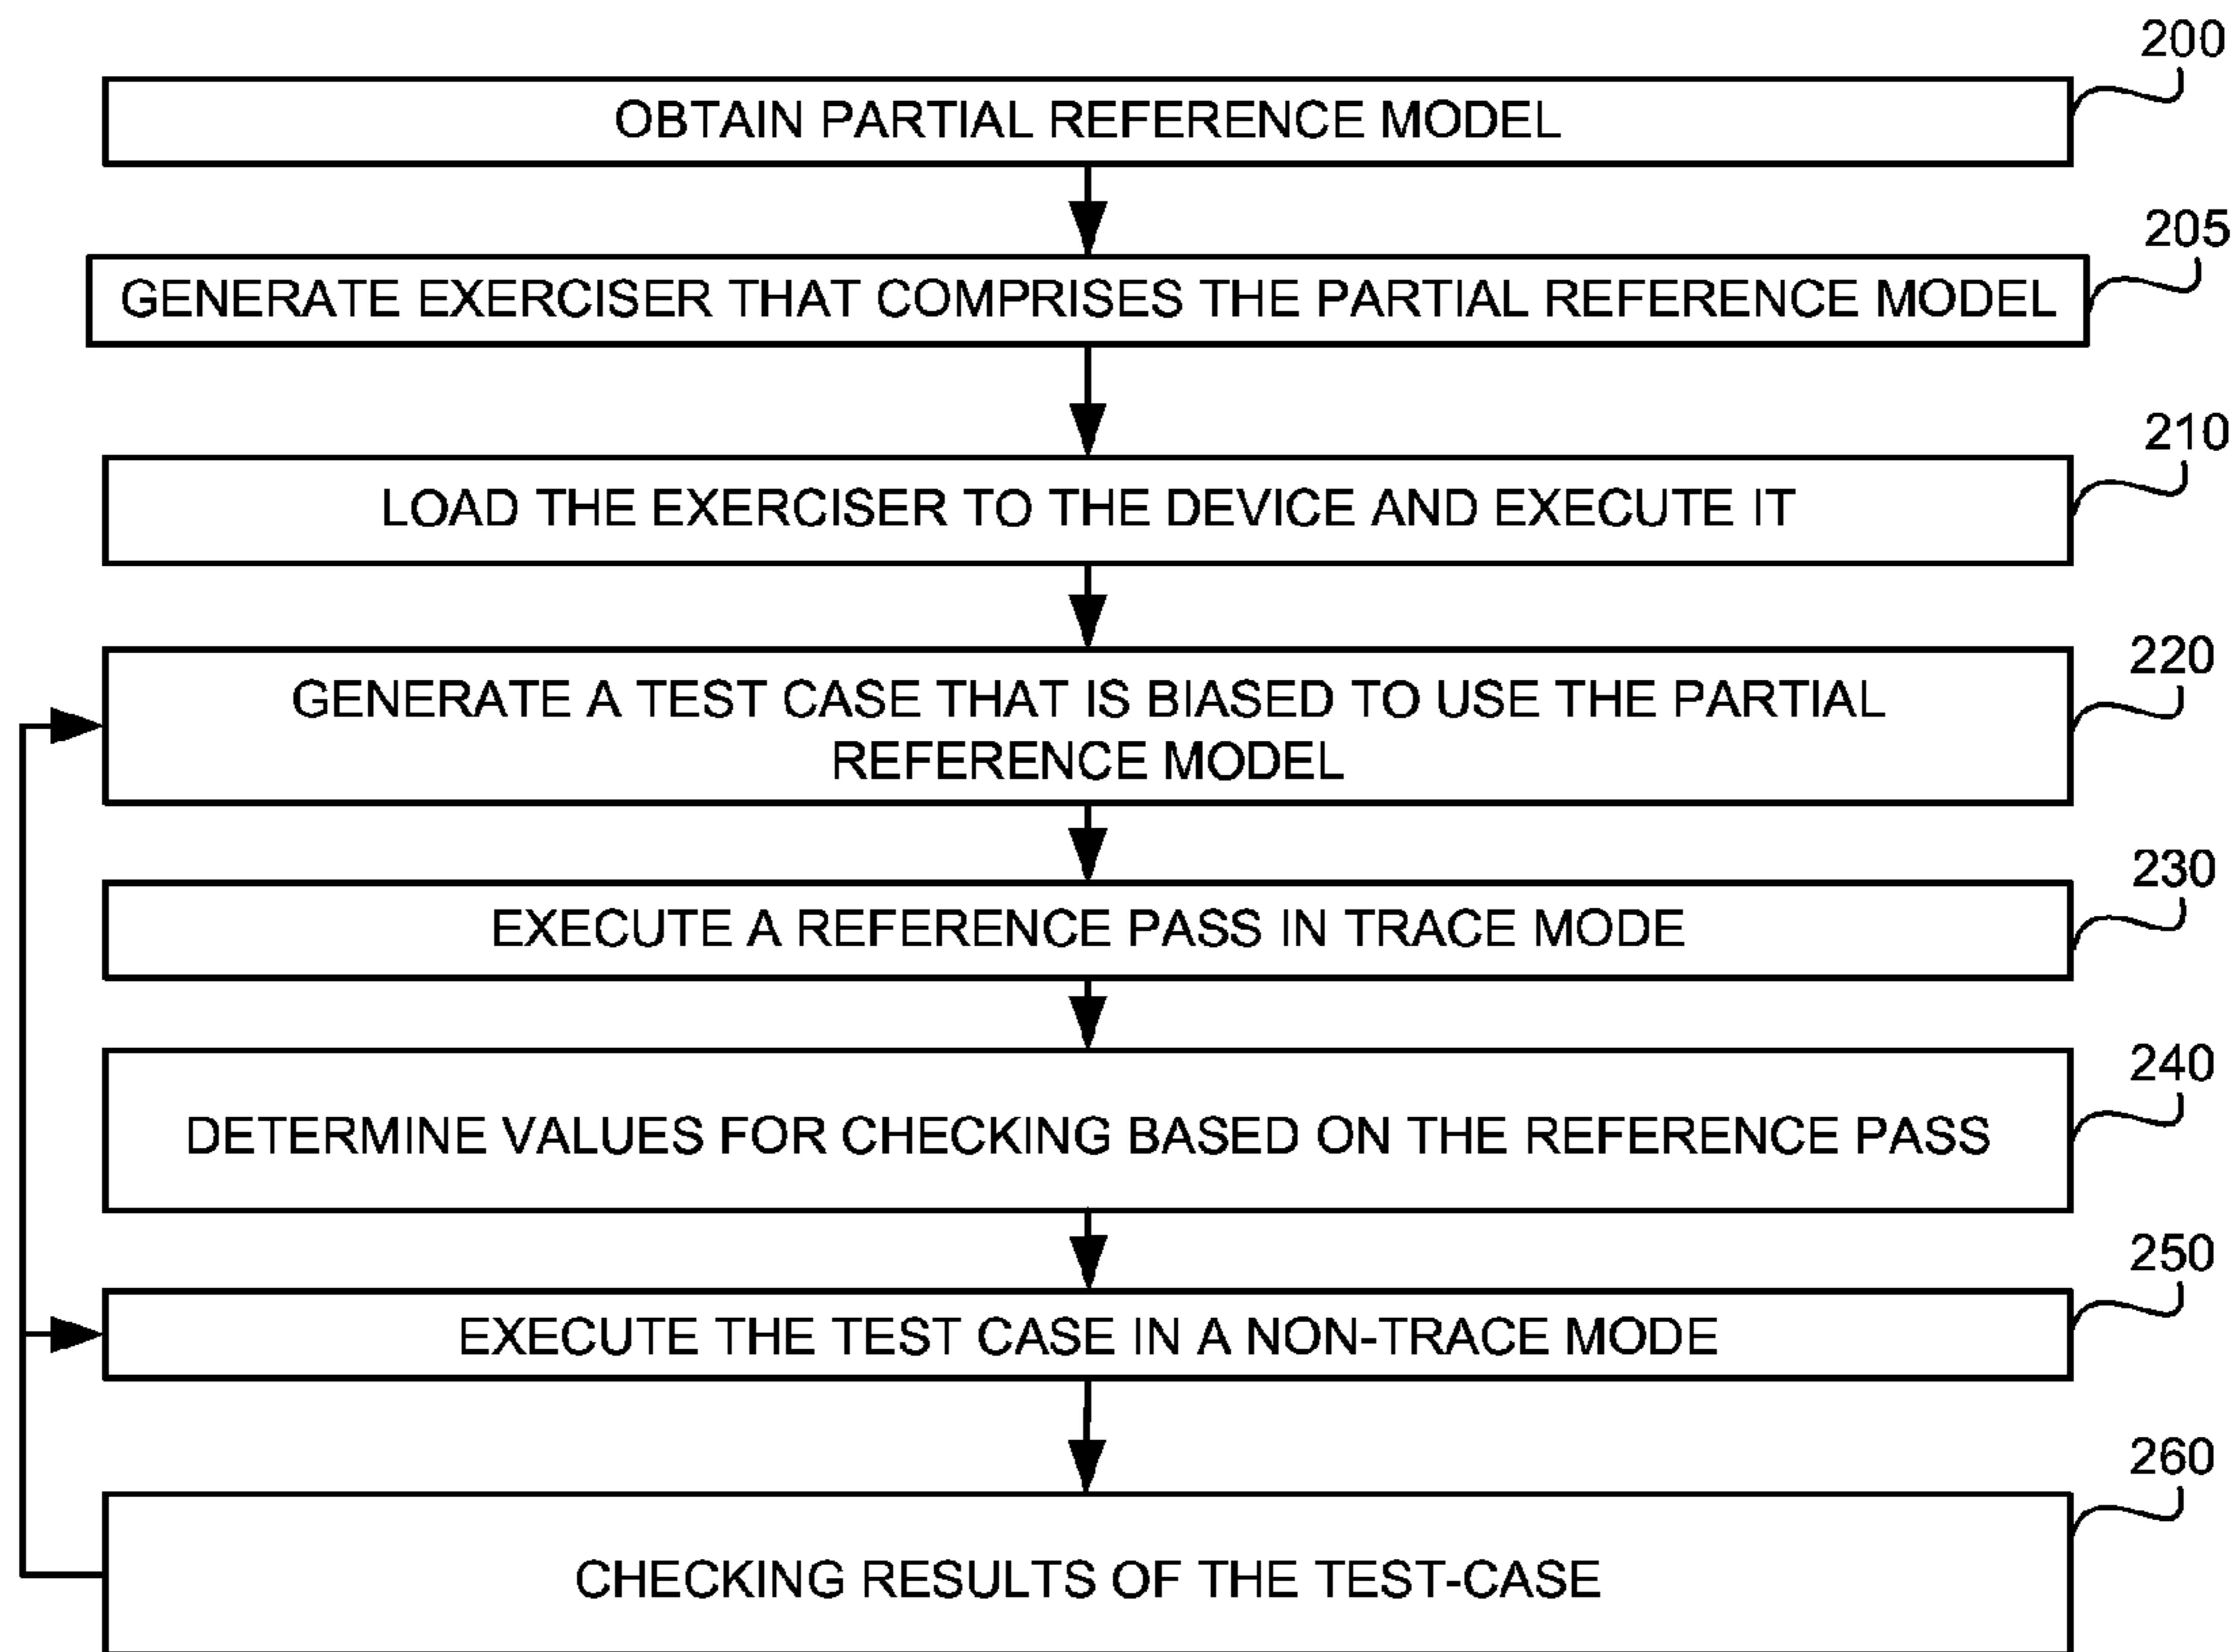 200
OBTAIN PARTIAL REFERENCE MODEL
205
GENERATE EXERCISER THAT COMPRISES THE PARTIAL REFERENCE MODEL
210
LOAD THE EXERCISER TO THE DEVICE AND EXECUTE IT
220
GENERATE A TEST CASE THAT IS BIASED TO USE THE PARTIAL
REFERENCE MODEL
230
EXECUTE A REFERENCE PASS IN TRACE MODE
240
DETERMINE VALUES FOR CHECKING BASED ON THE REFERENCE PASS
250
EXECUTE THE TEST CASE IN A NON-TRACE MODE
260
CHECKING RESULTS OF THE TEST-CASE